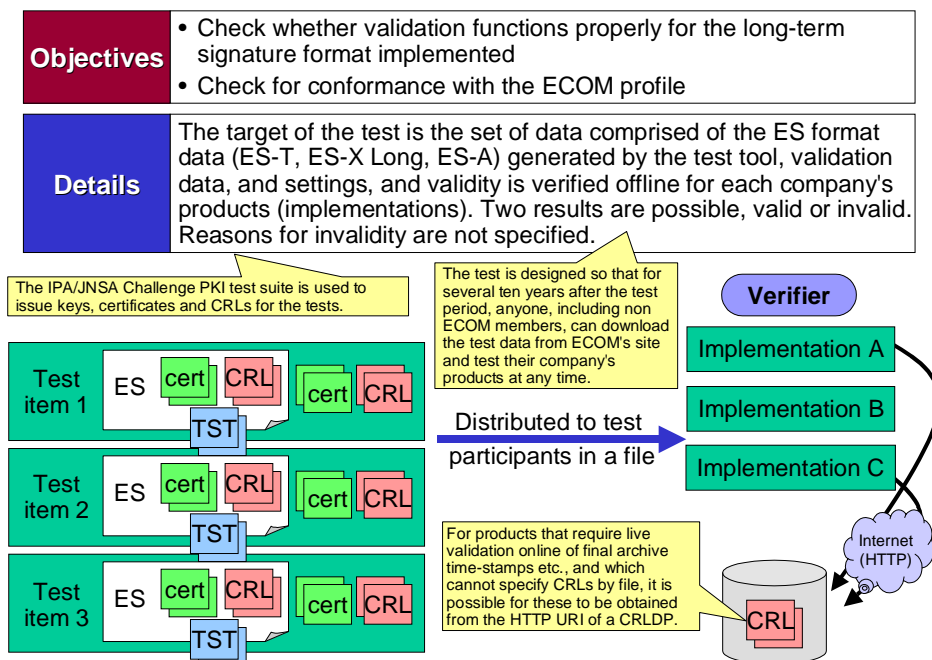 Objectives
• Check whether validation functions properly for the long-term
signature format implemented
• Check for conformance with the ECOM profile
Details
The target of the test is the set of data comprised of the ES format
data (ES-T, ES-X Long, ES-A) generated by the test tool, validation
data, and settings, and validity is verified offline for each company's
products (implementations). Two results are possible, valid or invalid.
Reasons for invalidity are not specified.
The IPA/JNSA Challenge PKI test suite is used to
issue keys, certificates and CRLs for the tests.
The test is designed so that for
several ten years after the test
period, anyone, including non
ECOM members, can download
the test data from ECOM's site
and test their company's
products at any time.
Verifier
Implementation A
Implementation B
Implementation C
Test
item 1
ES
cert
CRL
TST
cert
CRL
Test
item 2
ES
cert
CRL
TST
cert
CRL
Test
item 3
ES
cert
CRL
TST
cert
CRL
Distributed to test
participants in a file
For products that require live
validation online of final archive
time-stamps etc., and which
cannot specify CRLs by file, it is
possible for these to be obtained
from the HTTP URI of a CRLDP.
Internet
(HTTP)
CRL